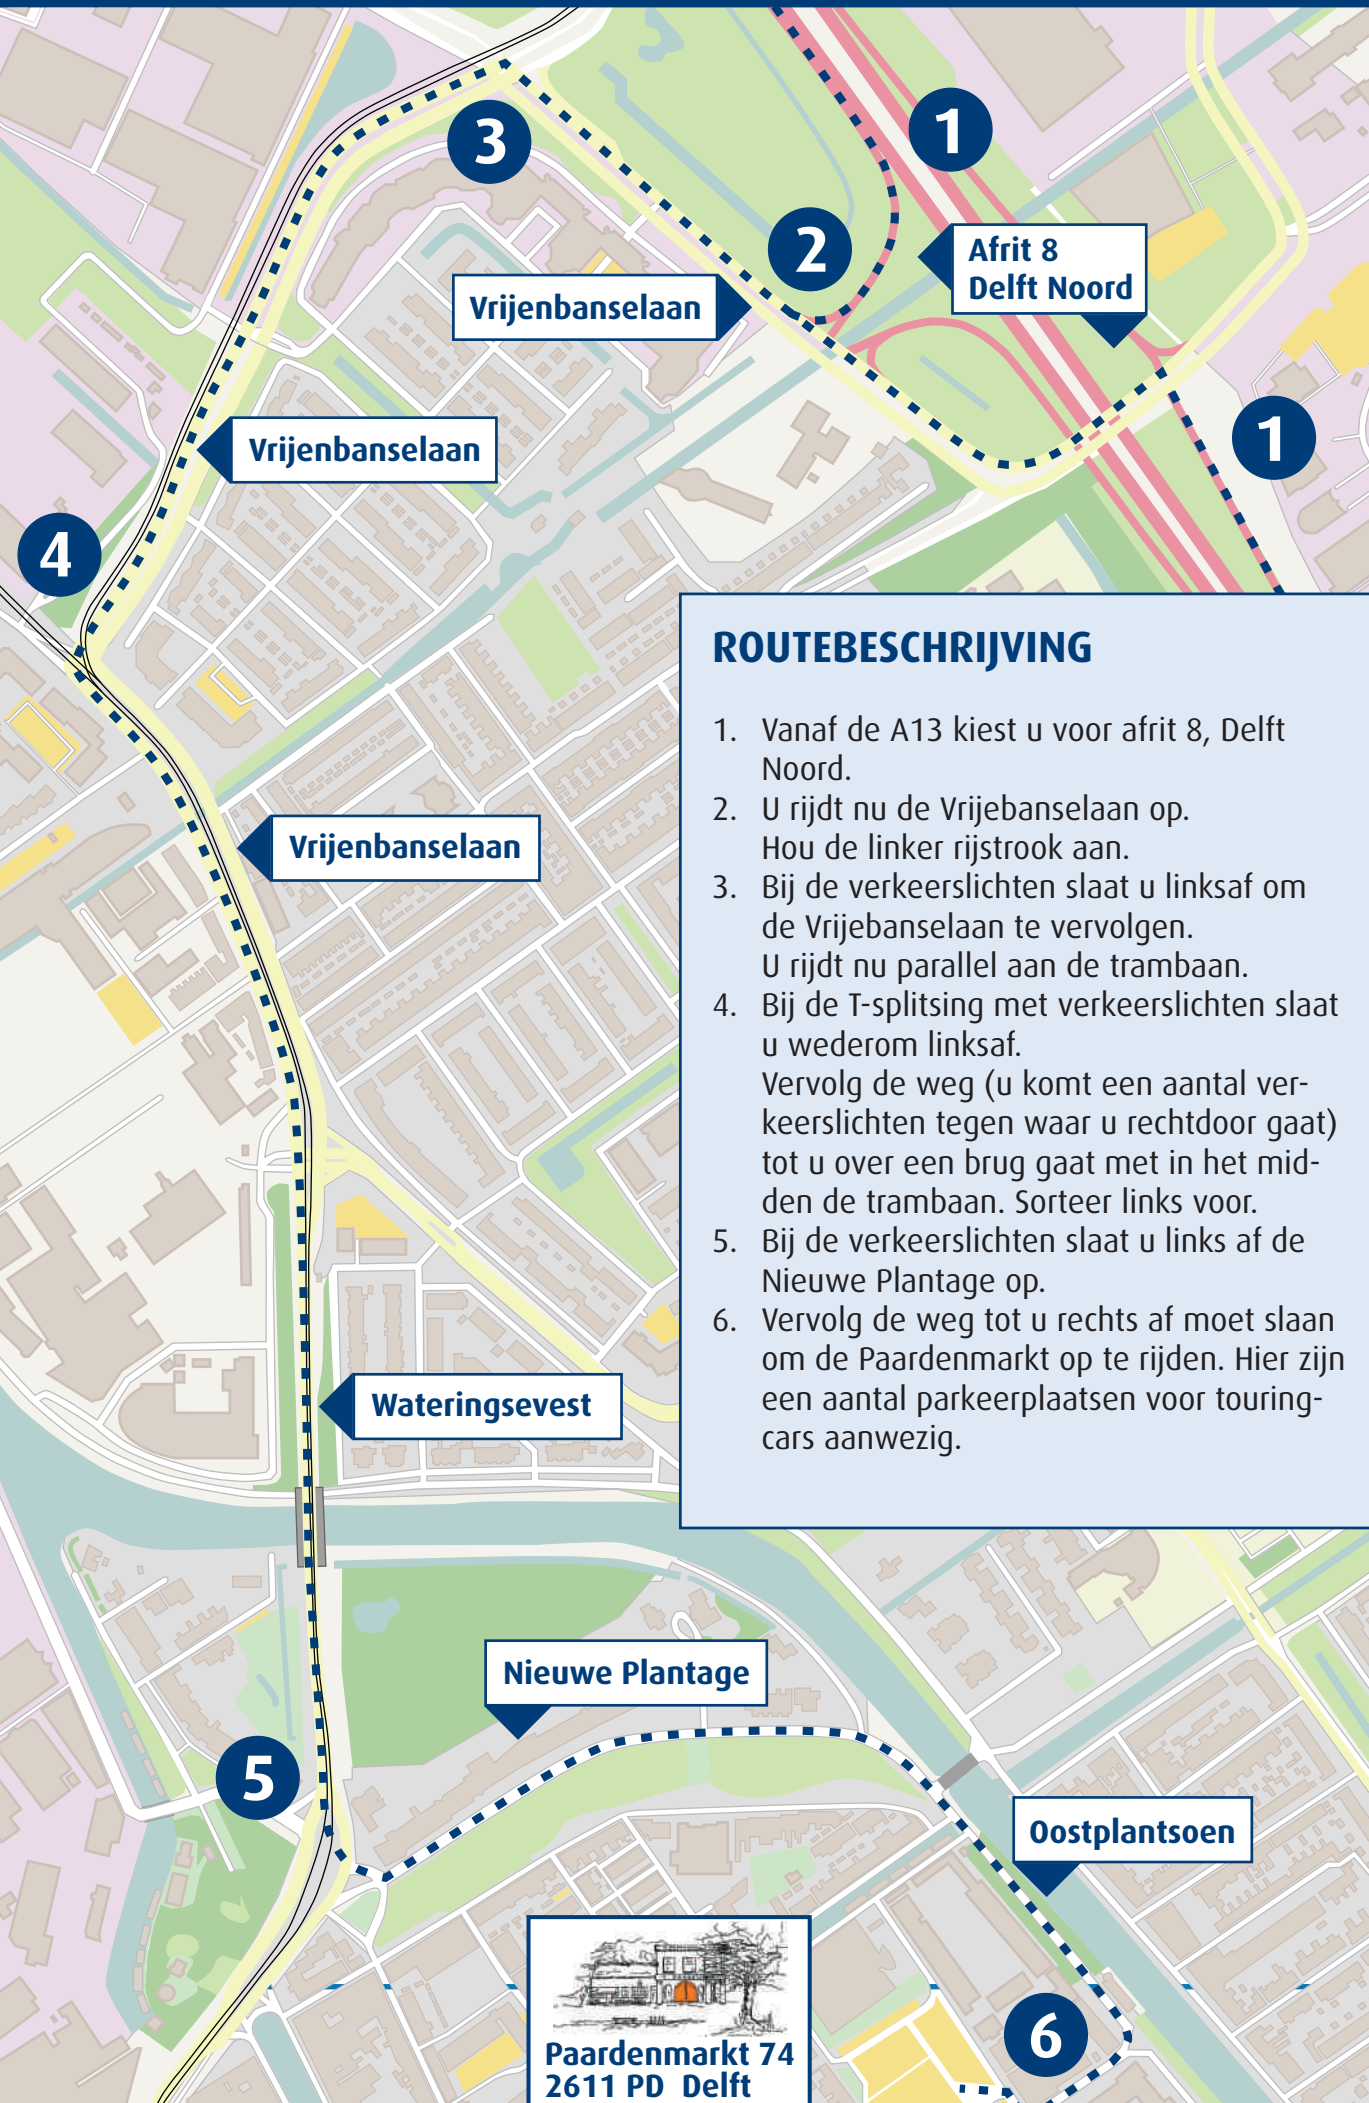 1
3
2
Afrit 8
Delft Noord
Vrijenbanselaan
1
Vrijenbanselaan
4
ROUTEBESCHRIJVING
1. Vanaf de A13 kiest u voor afrit 8, Delft
Noord.
2. U rijdt nu de Vrijebanselaan op.
Hou de linker rijstrook aan.
3. Bij de verkeerslichten slaat u linksaf om
de Vrijebanselaan te vervolgen.
U rijdt nu parallel aan de trambaan.
4. Bij de T-splitsing met verkeerslichten slaat
u wederom linksaf.
Vervolg de weg (u komt een aantal ver-
keerslichten tegen waar u rechtdoor gaat)
tot u over een brug gaat met in het mid-
den de trambaan. Sorteer links voor.
5. Bij de verkeerslichten slaat u links af de
Nieuwe Plantage op.
6. Vervolg de weg tot u rechts af moet slaan
om de Paardenmarkt op te rijden. Hier zijn
een aantal parkeerplaatsen voor touring-
cars aanwezig.
Vrijenbanselaan
Wateringsevest
Nieuwe Plantage
5
Oostplantsoen
6
Paardenmarkt 74
2611 PD Delft